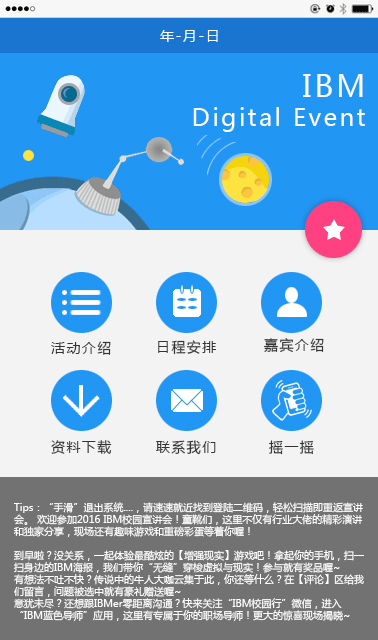 年-月-日
IBM
Digital Event
活动介绍
日程安排
嘉宾介绍
资料下载
联系我们
摇一摇
Tips：“手滑”退出系统....，请速速就近找到登陆二维码，轻松扫描即重返宣讲
会。 欢迎参加2016 IBM校园宣讲会！童靴们，这里不仅有行业大佬的精彩演讲
和独家分享，现场还有趣味游戏和重磅彩蛋等着你喔！
到早啦？没关系，一起体验最酷炫的【增强现实】游戏吧！拿起你的手机，扫一
扫身边的IBM海报，我们带你“无缝”穿梭虚拟与现实！参与就有奖品喔~
有想法不吐不快？传说中的牛人大咖云集于此，你还等什么？在【评论】区给我
们留言，问题被选中就有豪礼赠送喔~
意犹未尽？还想跟IBMer零距离沟通？快来关注“IBM校园行”微信，进入
“IBM蓝色导师”应用，这里有专属于你的职场导师！更大的惊喜现场揭晓~